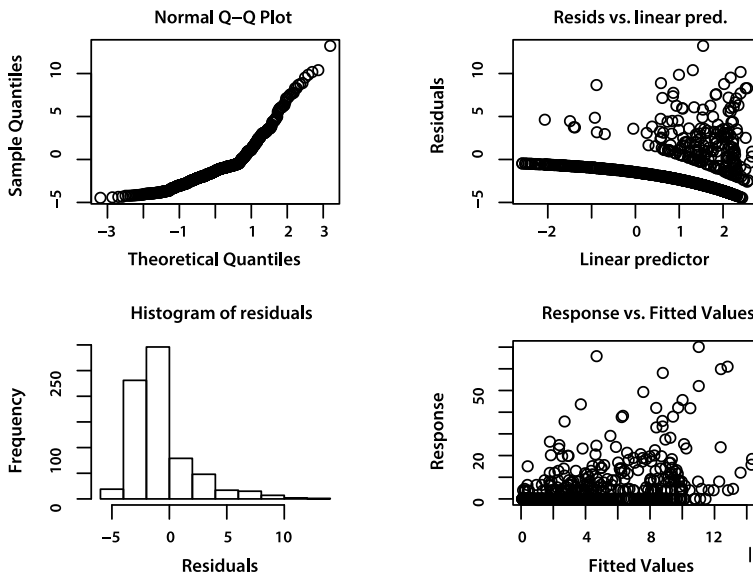 Normal Q−Q Plot
Sample Quantiles
10
5
0
−5
−3
−1
0
1
2
3
Theoretical Quantiles
Resids vs. linear pred.
Residuals
10
5
0
−5
−2
0
1
2
Linear predictor
Histogram of residuals
Frequency
250
100
0
−5
0
5
10
Residuals
Response vs. Fitted Values
Response
50
20
0
0
4
8
12
Fitted Values